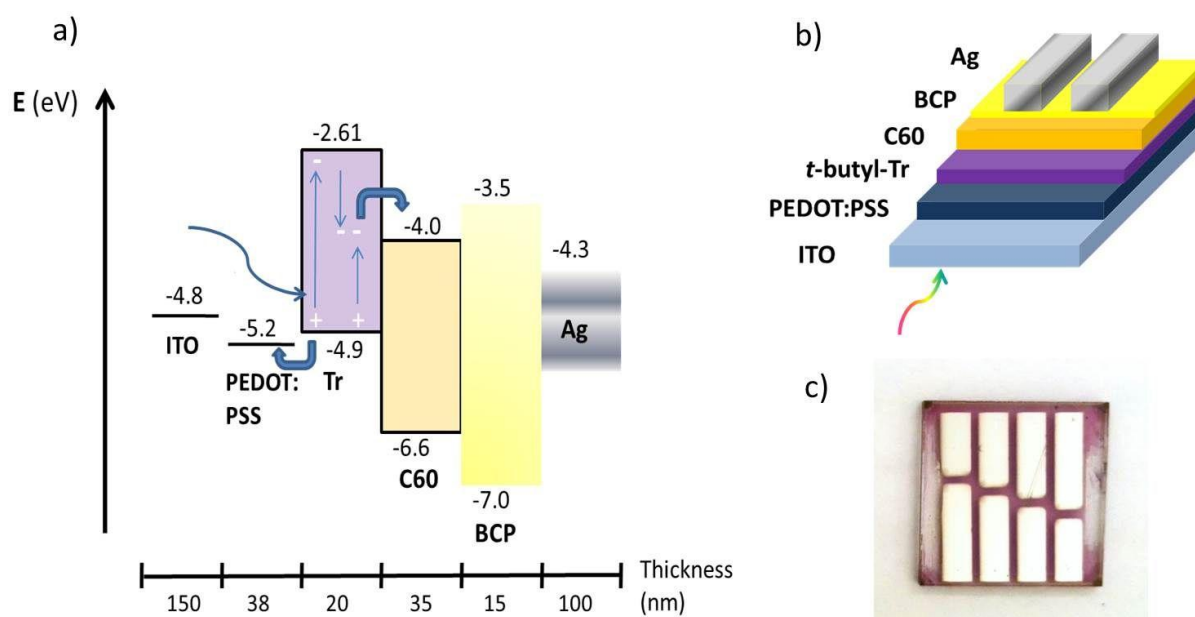 a)
E (eV)
-2.61
-3.5
-4.0
-4.3
-4.8
ITO
-5.2
PEDOT:
PSS
-4.9
Tr
Ag
-6.6
C60
-7.0
BCP
Thickness
(nm)
150 38 20 35 15 100
b)
Ag
BCP
C60
t-butyl-Tr
PEDOT:PSS
ITO
c)